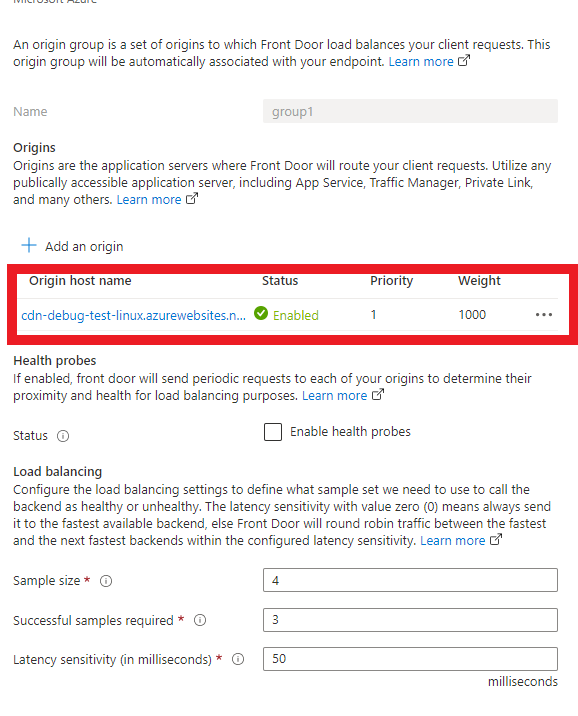 Microsoft Azure
An origin group is a set of origins to which Front Door load balances your client requests. This
origin group will be automatically associated with your endpoint. Learn more
Name
group1
Origins
Origins are the application servers where Front Door will route your client requests. Utilize any
publically accessible application server, including App Service, Traffic Manager, Private Link,
and many others. Learn more
Add an origin
Origin host name Status Priority Weight
cdn-debug-test-linux.azurewebsites.n... Enabled 1 1000 ...
Health probes
If enabled, front door will send periodic requests to each of your origins to determine their
proximity and health for load balancing purposes. Learn more
Status Enable health probes
Load balancing
Configure the load balancing settings to define what sample set we need to use to call the
backend as healthy or unhealthy. The latency sensitivity with value zero (0) means always send
it to the fastest available backend, else Front Door will round robin traffic between the fastest
and the next fastest backends within the configured latency sensitivity. Learn more
Sample size * 4
Successful samples required * 3
Latency sensitivity (in milliseconds) * 50
milliseconds